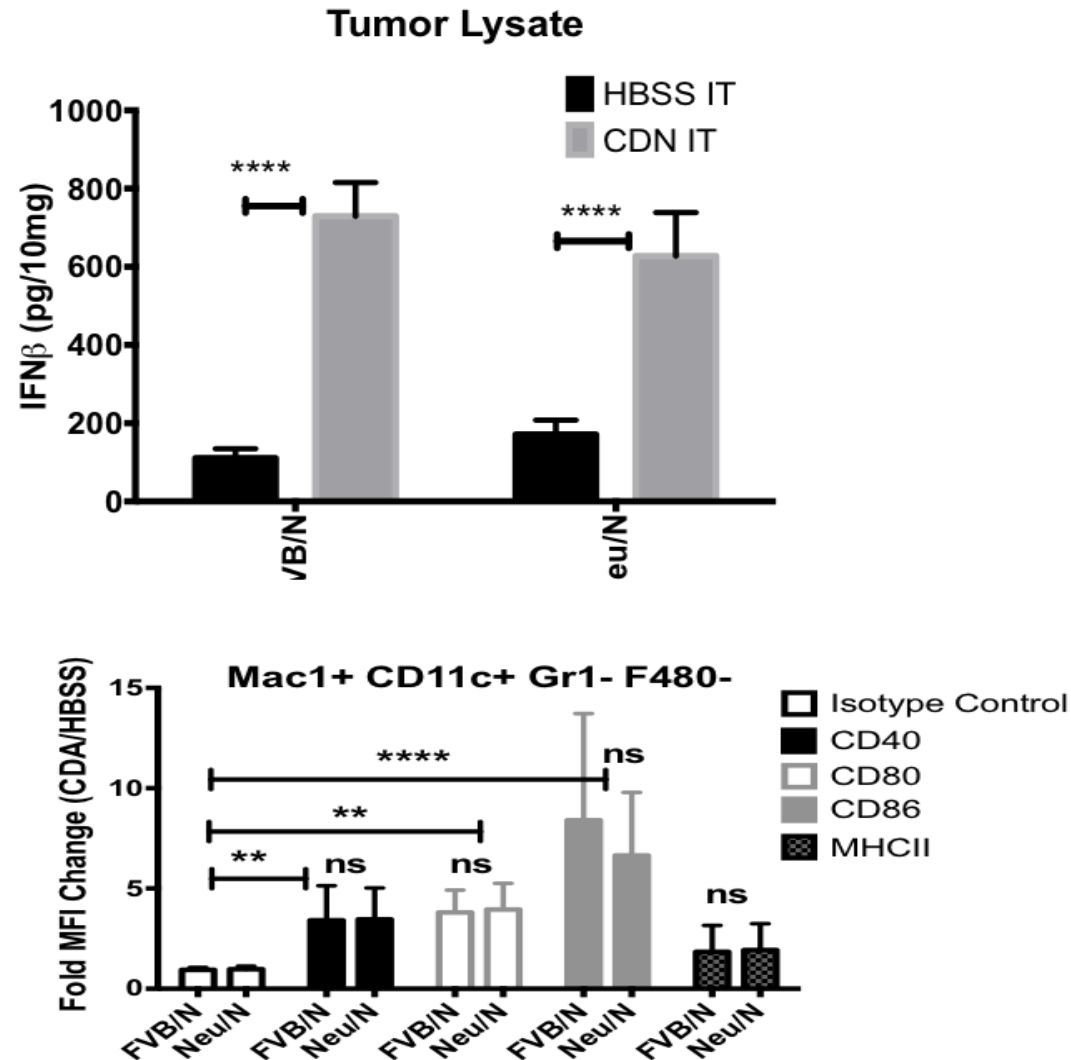 Tumor Lysate
HBSS IT
CDN IT
IFNβ (pg/10mg)
1000
800
600
400
200
0
****
****
VB/N
eu/N
Mac1+ CD11c+ Gr1- F480-
Fold MFI Change (CDA/HBSS)
15
10
5
0
****
**
**
ns
ns
ns
ns
Isotype Control
CD40
CD80
CD86
MHCII
FVB/N
Neu/N
FVB/N
Neu/N
FVB/N
Neu/N
FVB/N
Neu/N
FVB/N
Neu/N